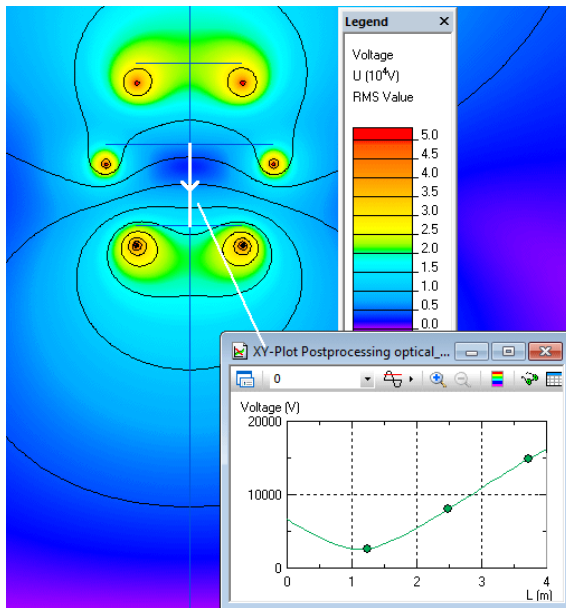 Legend
Voltage
U (10⁴V)
RMS Value
5.0
4.5
4.0
3.5
3.0
2.5
2.0
1.5
1.0
0.5
0.0
XY-Plot Postprocessing optical_...
0
Voltage (V)
20000
10000
0
0 1 2 3 4
L (m)